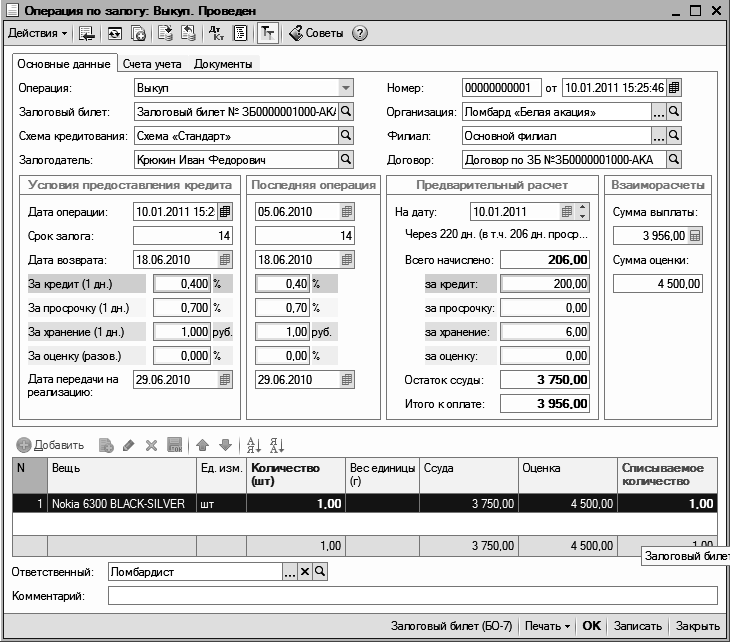 Операция по залогу: Выкуп. Проведен
Действия Дт Кт Советы
Основные данные Счета учета Документы
Операция: Выкуп Номер: 00000000001 от 10.01.2011 15:25:46
Залоговый билет: Залоговый билет № ЗБ0000001000-АКА Организация: Ломбард «Белая акация» ...
Схема кредитования: Схема «Стандарт» Филиал: Основной филиал ...
Залогодатель: Крюкин Иван Федорович Договор: Договор по ЗБ №ЗБ0000001000-АКА
Условия предоставления кредита Последняя операция Предварительный расчет Взаиморасчеты
Дата операции: 10.01.2011 15:2 05.06.2010 На дату: 10.01.2011 Сумма выплаты:
Срок залога: 14 14 Через 220 дн. (в т.ч. 206 дн. проср... 3 956,00
Дата возврата: 18.06.2010 18.06.2010 Всего начислено: 206,00 Сумма оценки:
За кредит (1 дн.) 0,400 % 0,40 % за кредит: 200,00 4 500,00
За просрочку (1 дн.) 0,700 % 0,70 % за просрочку: 0,00
За хранение (1 дн.) 1,000 руб. 1,00 руб. за хранение: 6,00
За оценку (разов.) 0,000 % 0,00 % за оценку: 0,00
Дата передачи на реализацию: 29.06.2010 29.06.2010 Остаток ссуды: 3 750,00
Итого к оплате: 3 956,00
Добавить
N Вещь Ед. изм. Количество (шт) Вес единицы (г) Ссуда Оценка Списываемое количество
1 Nokia 6300 BLACK-SILVER шт 1,00 3 750,00 4 500,00 1,00
1,00 3 750,00 4 500,00 1,00
Залоговый билет
Ответственный: Ломбардист ...
Комментарий:
Залоговый билет (БО-7) Печать OK Записать Закрыть